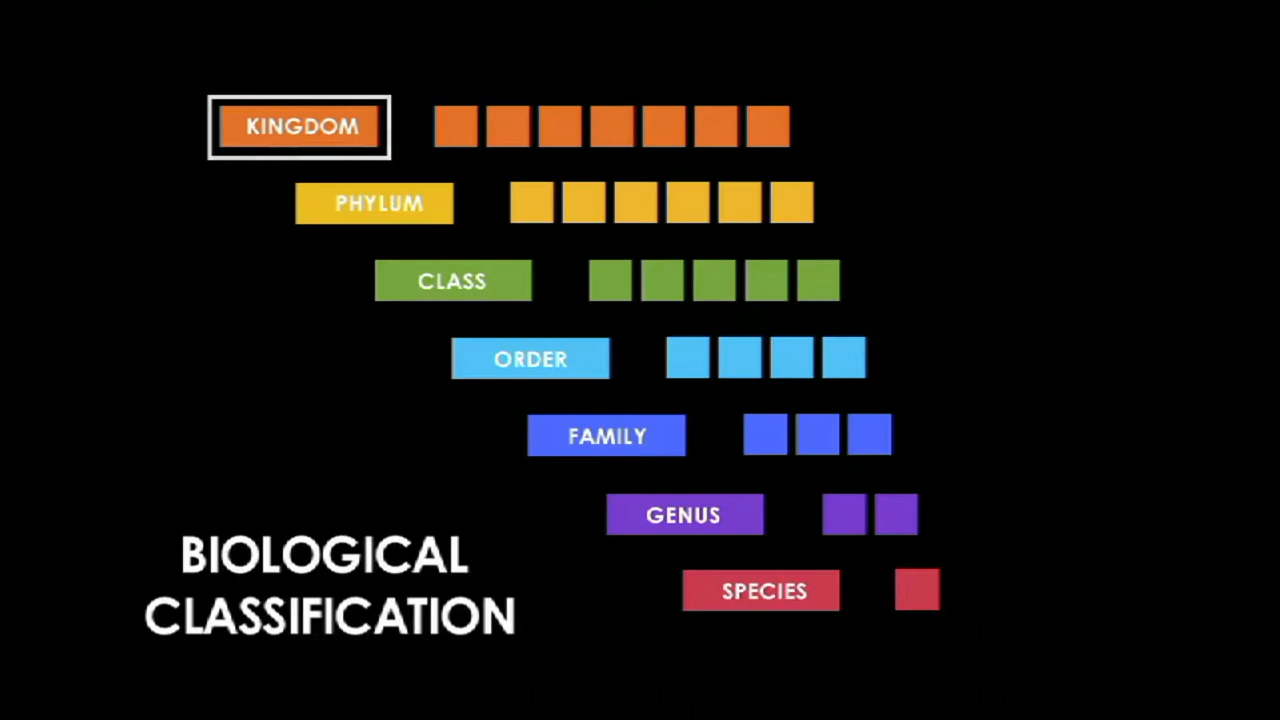 KINGDOM
PHYLUM
CLASS
ORDER
FAMILY
GENUS
SPECIES
BIOLOGICAL
CLASSIFICATION